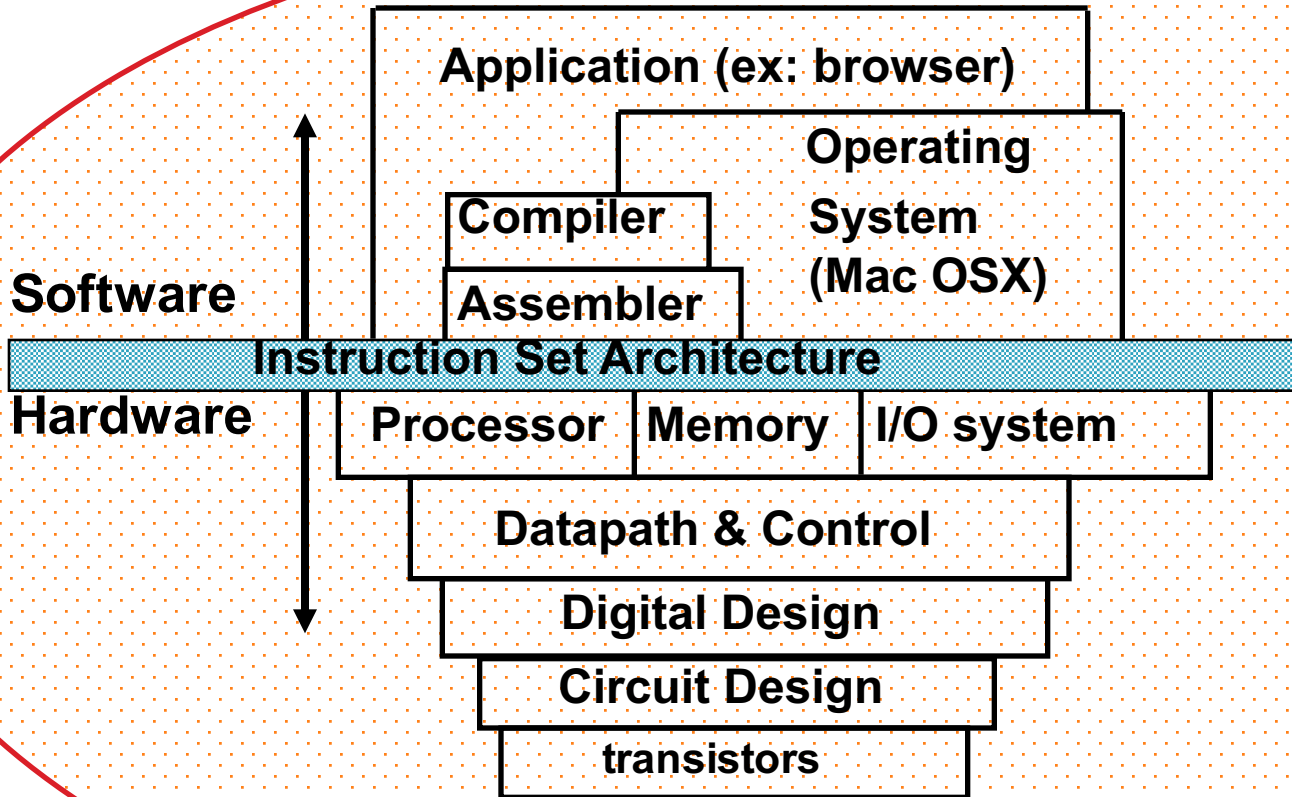 Application (ex: browser)
Operating
System
(Mac OSX)
Compiler
Assembler
Software
Instruction Set Architecture
Hardware
Processor
Memory
I/O system
Datapath & Control
Digital Design
Circuit Design
transistors